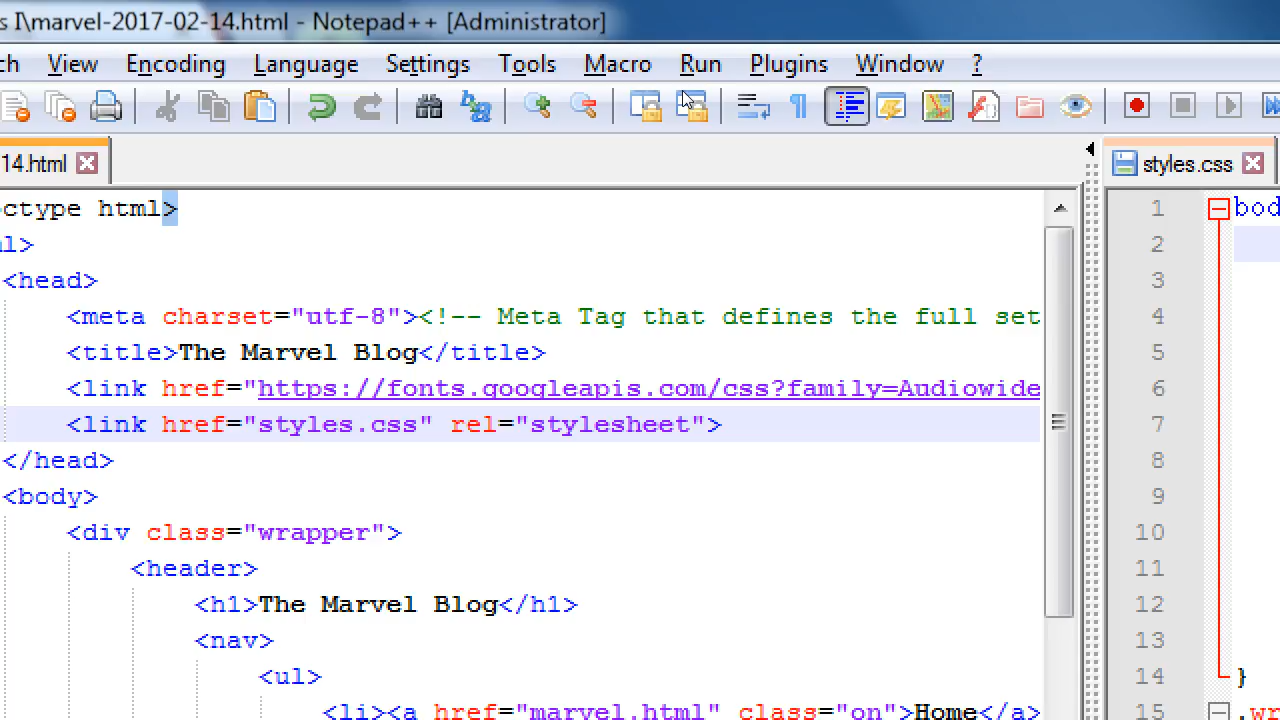 s I\marvel-2017-02-14.html - Notepad++ [Administrator]
ch View Encoding Language Settings Tools Macro Run Plugins Window ?
14.html
styles.css
ctype html>
ml>
<head>
<meta charset="utf-8"><!-- Meta Tag that defines the full set
<title>The Marvel Blog</title>
<link href="https://fonts.googleapis.com/css?family=Audiowide
<link href="styles.css" rel="stylesheet">
</head>
<body>
<div class="wrapper">
<header>
<h1>The Marvel Blog</h1>
<nav>
<ul>
<li><a href="marvel.html" class="on">Home</a>
1 bod
2
3
4
5
6
7
8
9
10
11
12
13
14 }
15 .wr